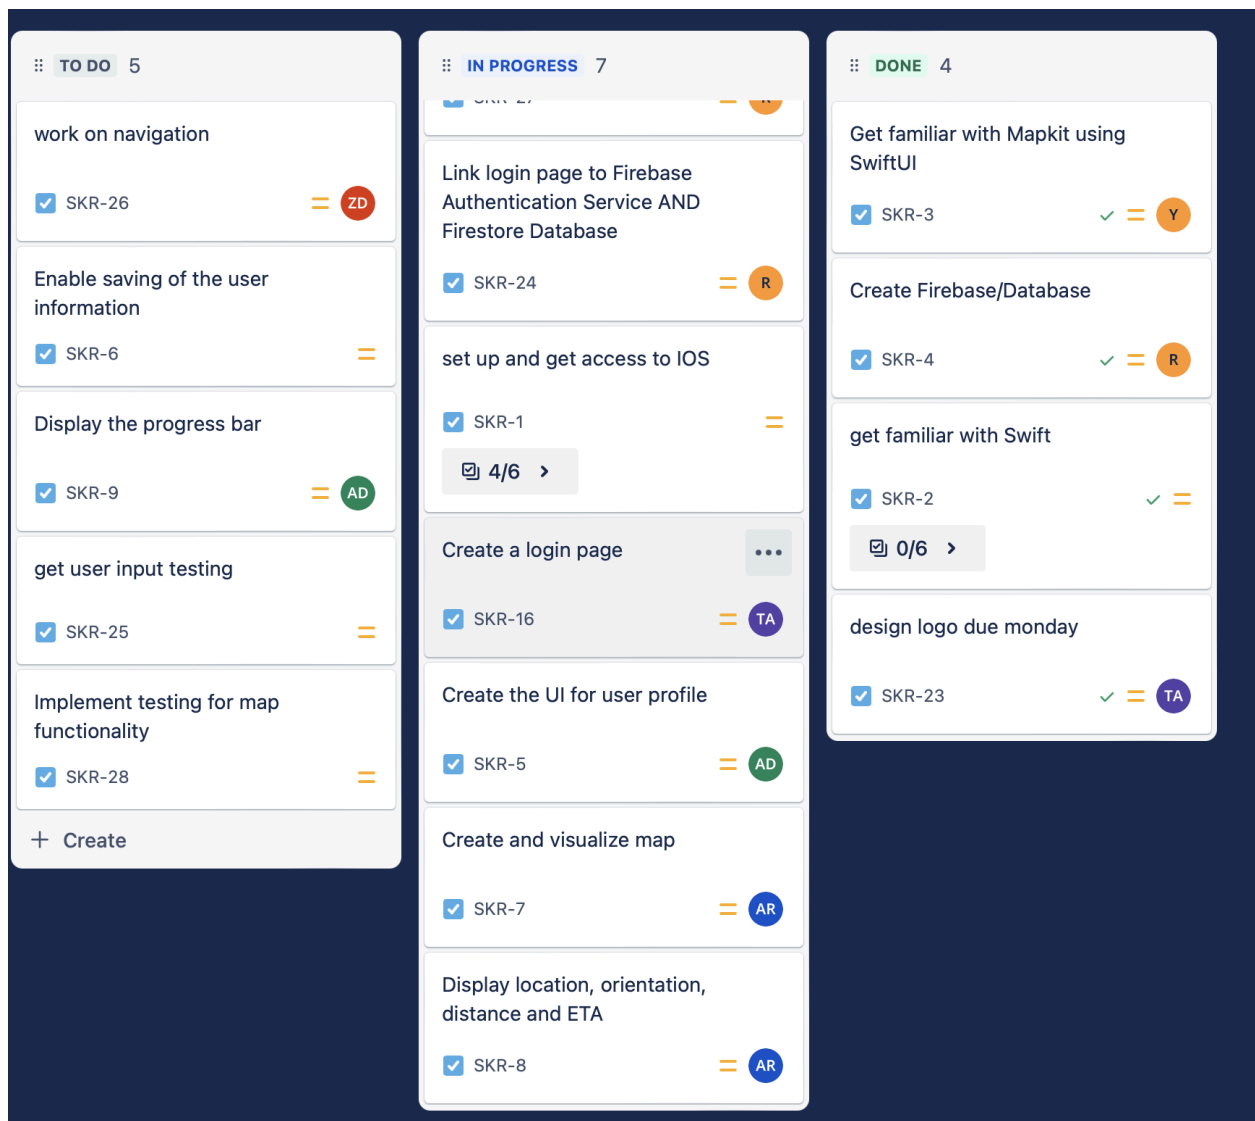 TO DO 5
work on navigation
SKR-26 ZD
Enable saving of the user
information
SKR-6
Display the progress bar
SKR-9 AD
get user input testing
SKR-25
Implement testing for map
functionality
SKR-28
+ Create
IN PROGRESS 7
SKR-27 R
Link login page to Firebase
Authentication Service AND
Firestore Database
SKR-24 R
set up and get access to IOS
SKR-1
4/6 >
Create a login page •••
SKR-16 TA
Create the UI for user profile
SKR-5 AD
Create and visualize map
SKR-7 AR
Display location, orientation,
distance and ETA
SKR-8 AR
DONE 4
Get familiar with Mapkit using
SwiftUI
SKR-3 Y
Create Firebase/Database
SKR-4 R
get familiar with Swift
SKR-2
0/6 >
design logo due monday
SKR-23 TA